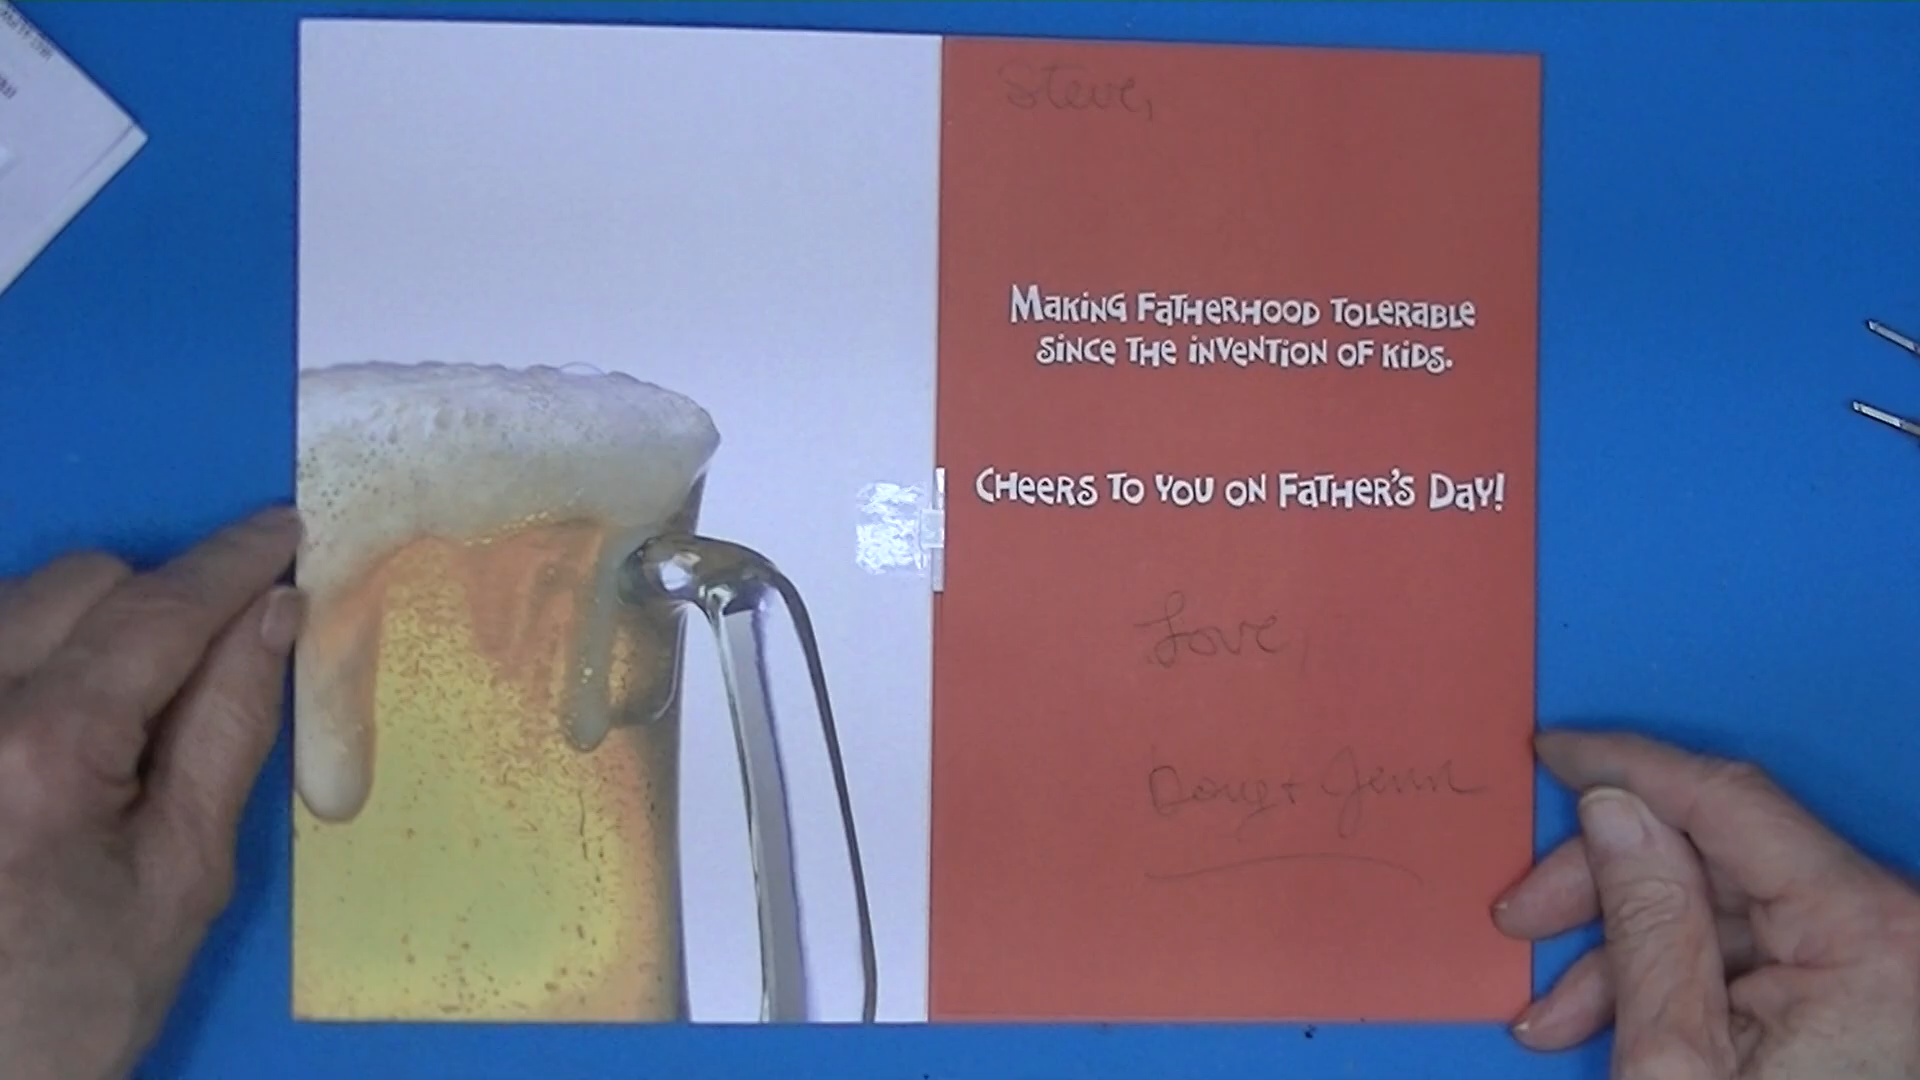 Steve,
Making Fatherhood tolerable
since the invention of kids.
Cheers to you on Father's Day!
Love,
Doug + Jenn